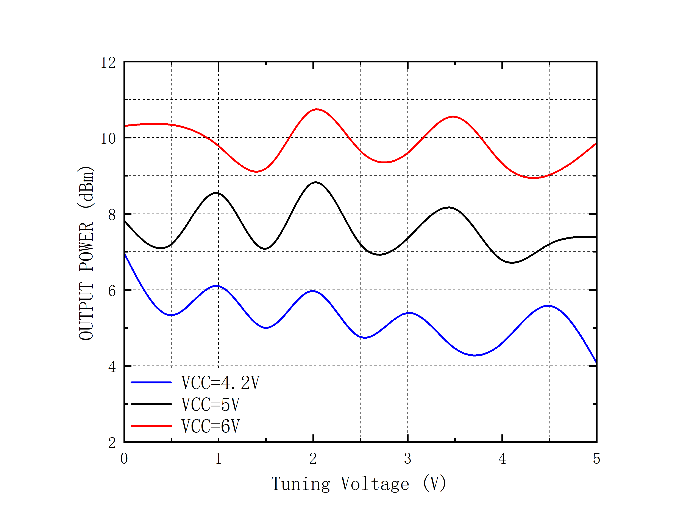 12
10
8
6
4
2
OUTPUT POWER (dBm)
VCC=4.2V
VCC=5V
VCC=6V
0 1 2 3 4 5
Tuning Voltage (V)